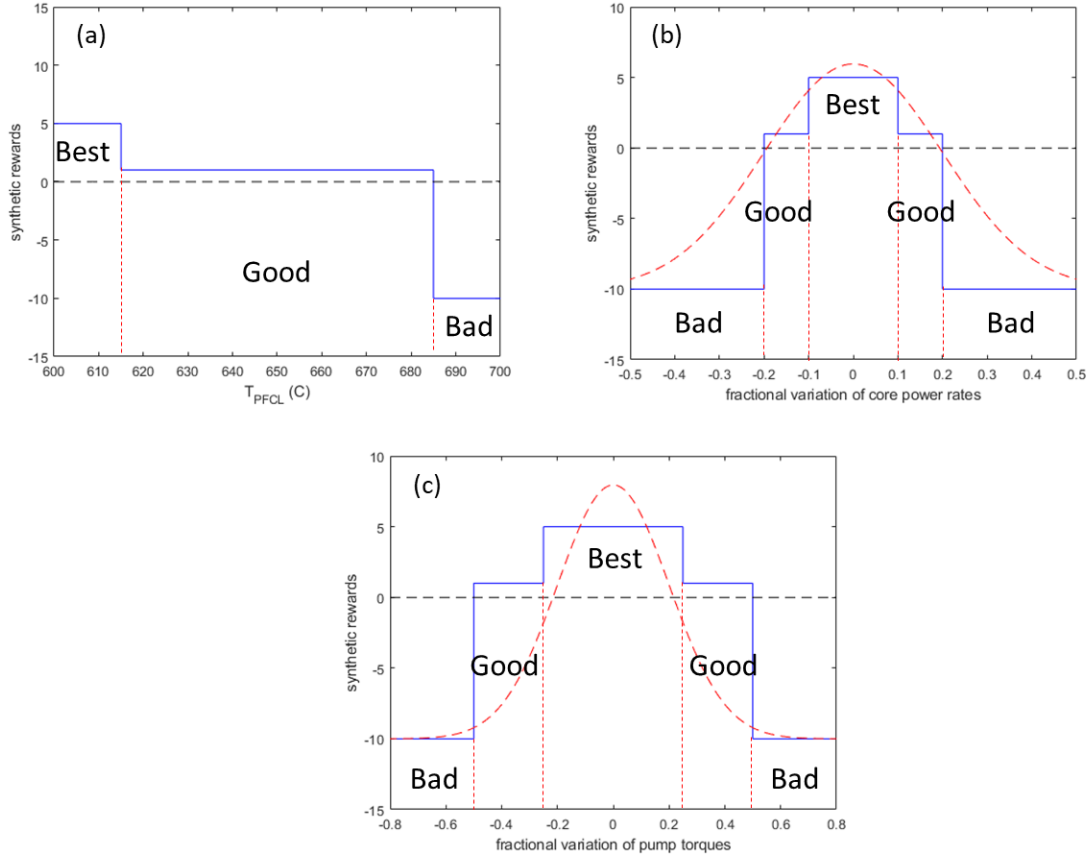 (a)
15
10
5
0
-5
-10
-15
synthetic rewards
Best
Good
Bad
600 610 620 630 640 650 660 670 680 690 700
T_PFCL (C)
(b)
10
5
0
-5
-10
-15
synthetic rewards
Best
Good Good
Bad Bad
-0.5 -0.4 -0.3 -0.2 -0.1 0 0.1 0.2 0.3 0.4 0.5
fractional variation of core power rates
(c)
10
5
0
-5
-10
-15
synthetic rewards
Best
Good Good
Bad Bad
-0.8 -0.6 -0.4 -0.2 0 0.2 0.4 0.6 0.8
fractional variation of pump torques